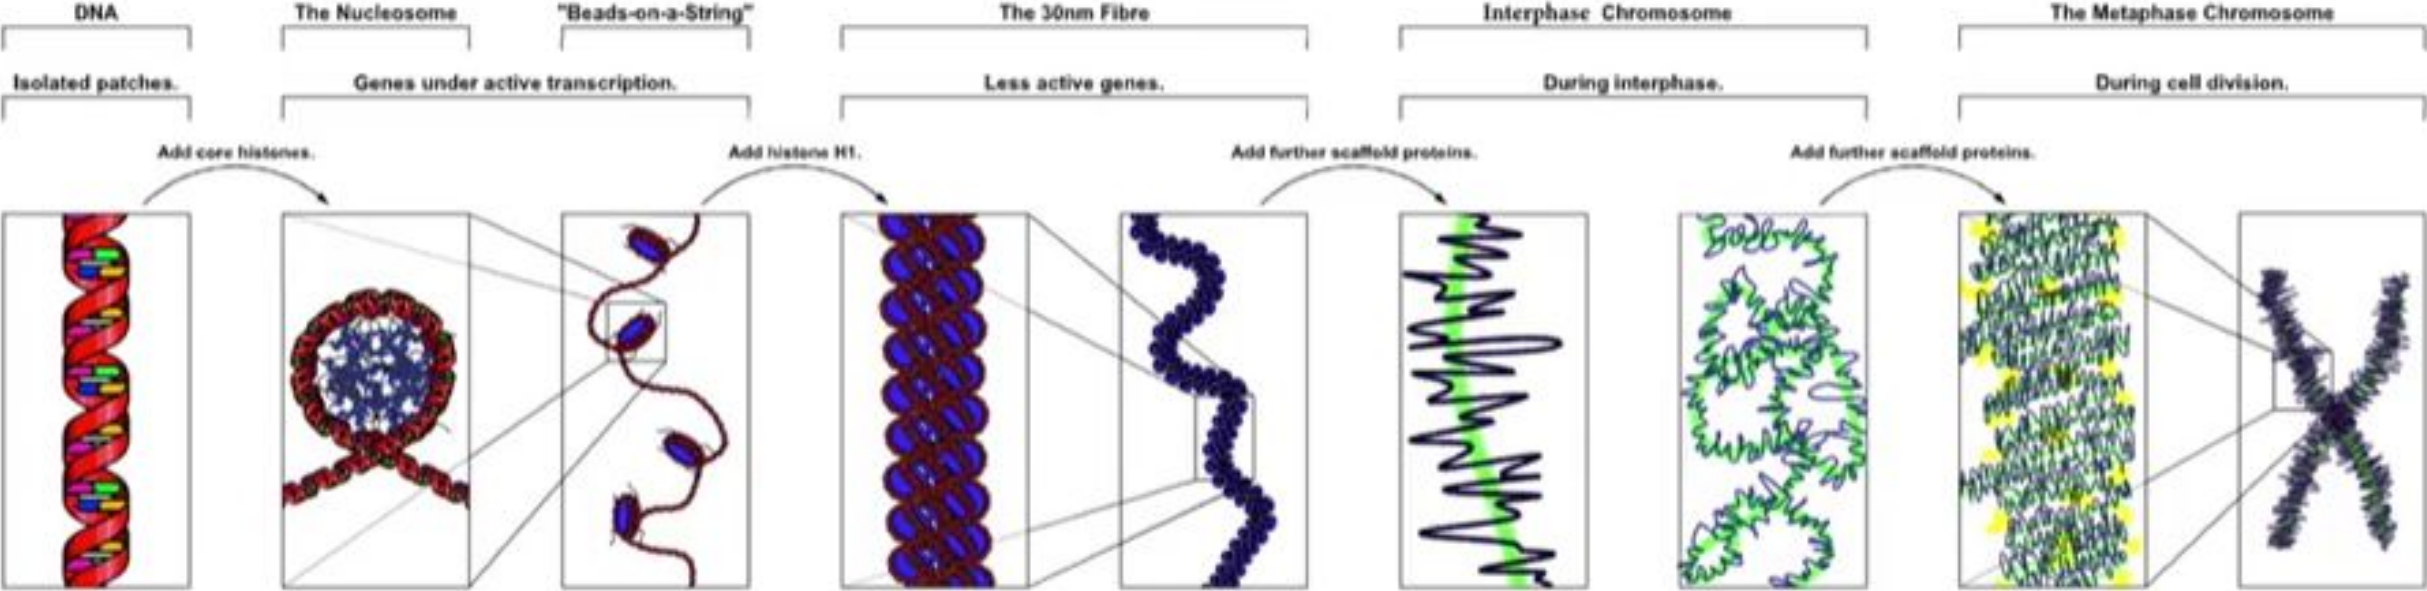 DNA
The Nucleosome
"Beads-on-a-String"
The 30nm Fibre
Interphase Chromosome
The Metaphase Chromosome
Isolated patches.
Genes under active transcription.
Less active genes.
During interphase.
During cell division.
Add core histones.
Add histone H1.
Add further scaffold proteins.
Add further scaffold proteins.